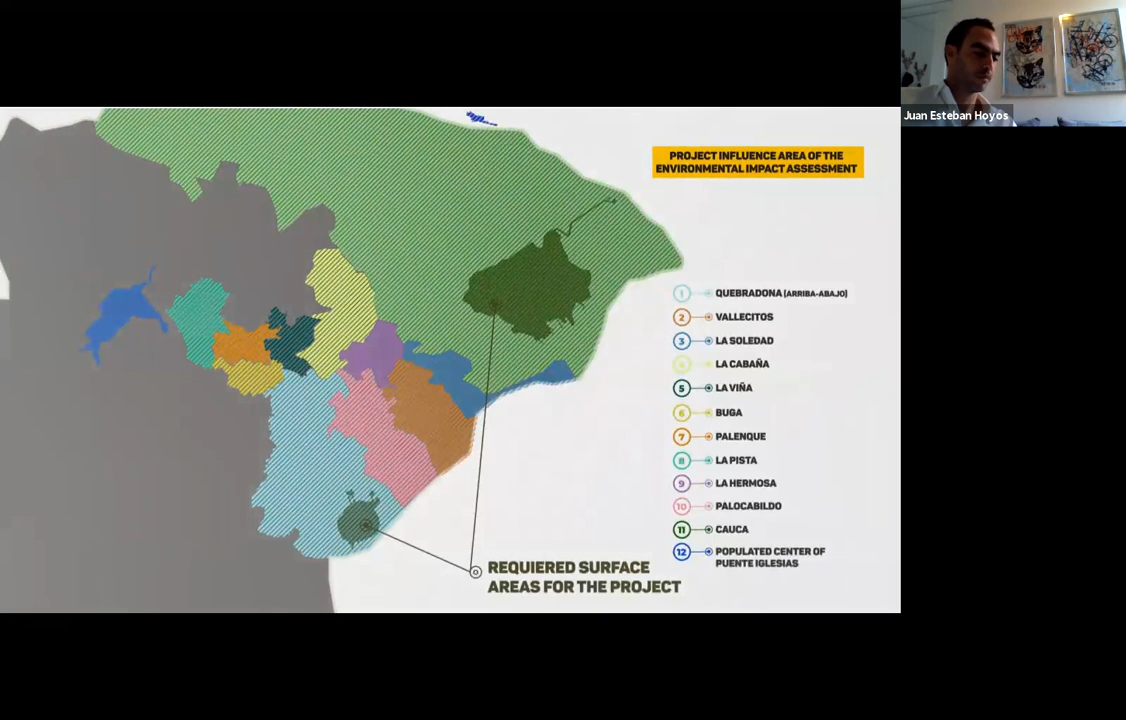 Juan Esteban Hoyos
PROJECT INFLUENCE AREA OF THE
ENVIRONMENTAL IMPACT ASSESSMENT
1 QUEBRADONA (ARRIBA-ABAJO)
2 VALLECITOS
3 LA SOLEDAD
4 LA CABAÑA
5 LA VIÑA
6 BUGA
7 PALENQUE
8 LA PISTA
9 LA HERMOSA
10 PALOCABILDO
11 CAUCA
12 POPULATED CENTER OF
PUENTE IGLESIAS
REQUIERED SURFACE
AREAS FOR THE PROJECT